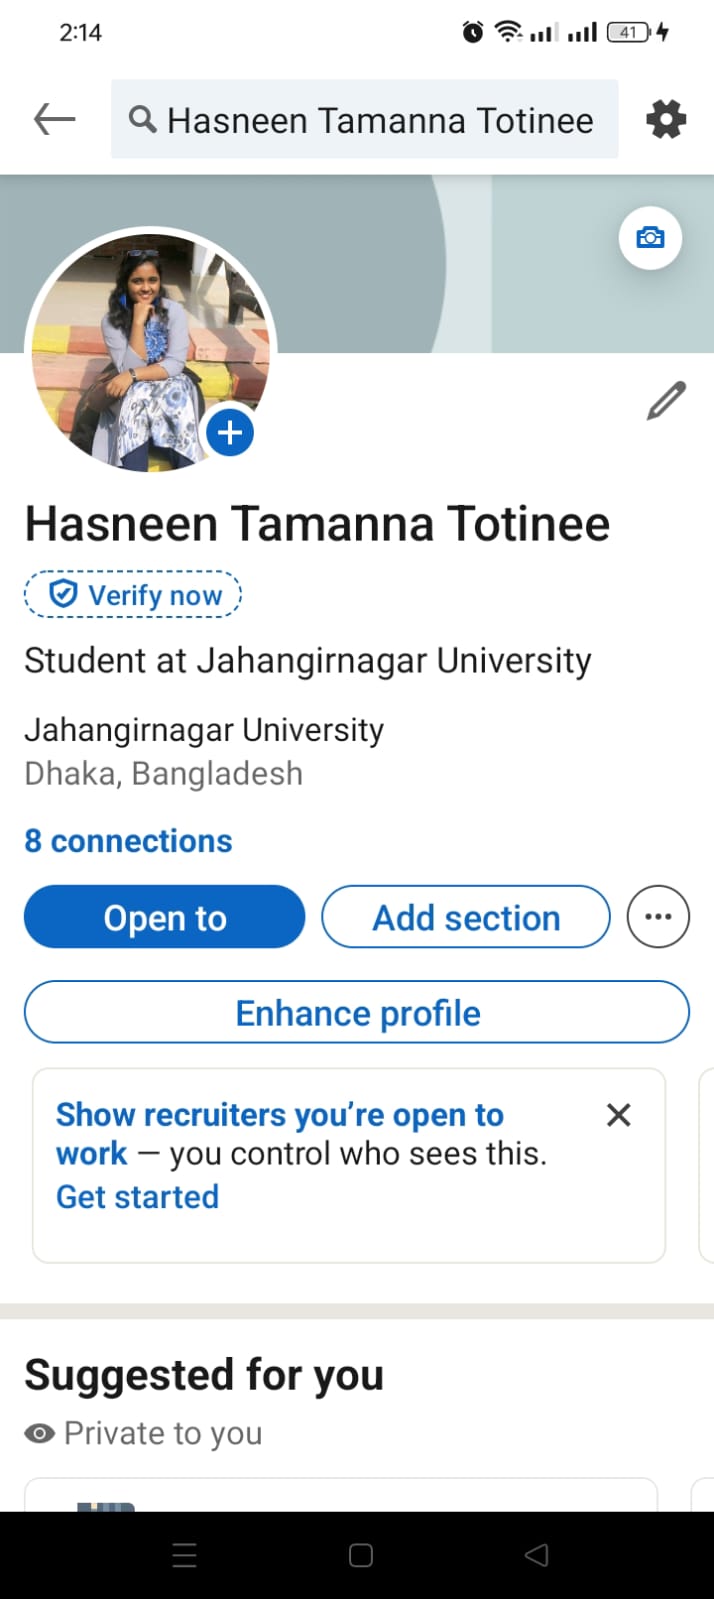 2:14
41
Hasneen Tamanna Totinee
Hasneen Tamanna Totinee
Verify now
Student at Jahangirnagar University
Jahangirnagar University
Dhaka, Bangladesh
8 connections
Open to
Add section
Enhance profile
Show recruiters you’re open to
work – you control who sees this.
Get started
Suggested for you
Private to you